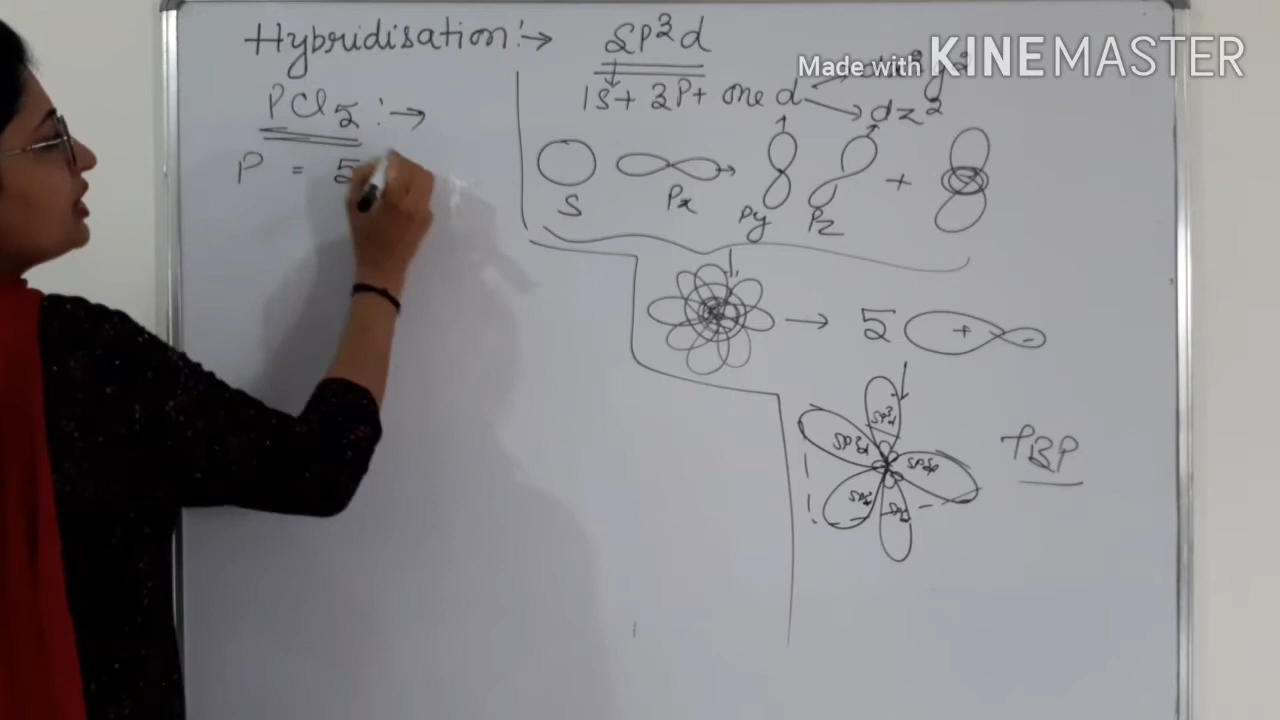 Hybridisation:→ SP³d
Made with KINEMASTER
1S + 3P + one d
dz²
PCl5 :→
P = 5
S
Px
Py
Pz
+
→ 5 + -
SP³d
SP³d
SP³d
SP³d
TBP